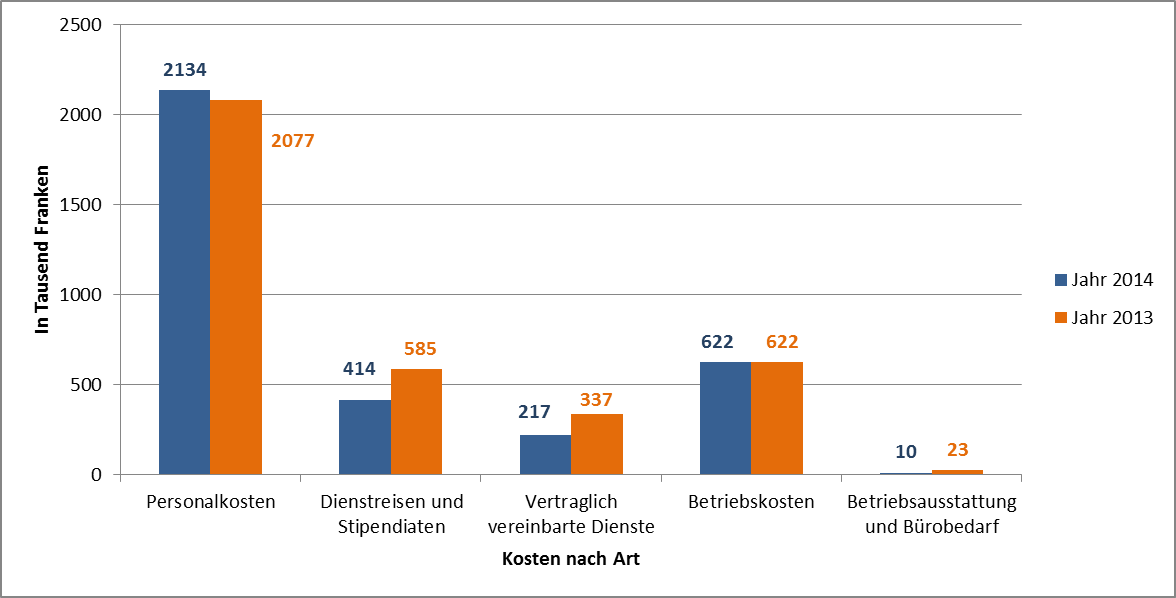 2500
2000
1500
1000
500
0
In Tausend Franken
2134
2077
414
585
217
337
622
622
10
23
Personalkosten
Dienstreisen und
Stipendiaten
Vertraglich
vereinbarte Dienste
Betriebskosten
Betriebsausstattung
und Bürobedarf
Kosten nach Art
Jahr 2014
Jahr 2013